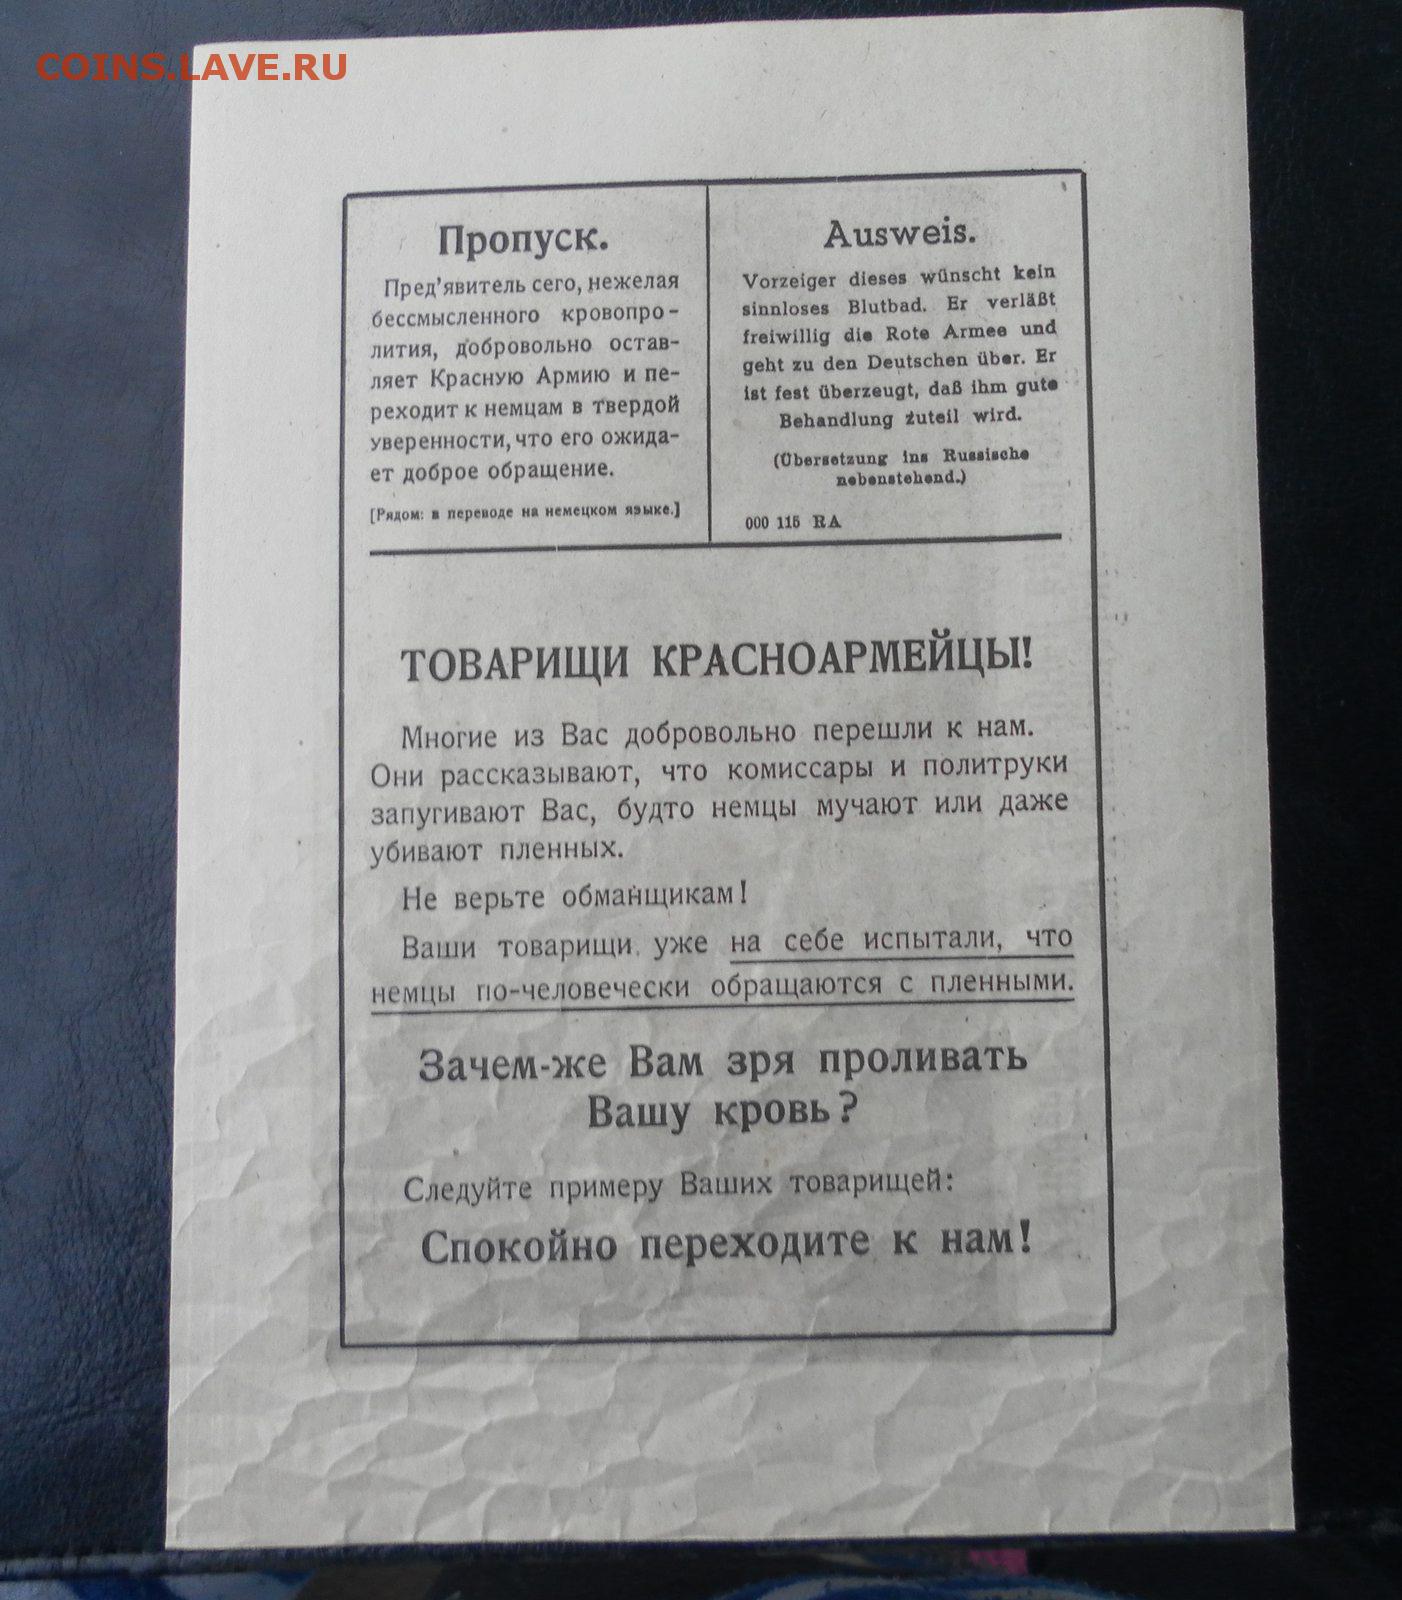 COINS.LAVE.RU
Пропуск.
Пред'явитель сего, нежелая
бессмысленного кровопро-
лития, добровольно остав-
ляет Красную Армию и пе-
реходит к немцам в твердой
уверенности, что его ожида-
ет доброе обращение.
[Рядом: в переводе на немецком языке.]
Ausweis.
Vorzeiger dieses wünscht kein
sinnloses Blutbad. Er verläßt
freiwillig die Rote Armee und
geht zu den Deutschen über. Er
ist fest überzeugt, daß ihm gute
Behandlung zuteil wird.
(Übersetzung ins Russische
nebenstehend.)
000 115 RA
ТОВАРИЩИ КРАСНОАРМЕЙЦЫ!
Многие из Вас добровольно перешли к нам.
Они рассказывают, что комиссары и политруки
запугивают Вас, будто немцы мучают или даже
убивают пленных.
Не верьте обманщикам!
Ваши товарищи уже на себе испытали, что
немцы по-человечески обращаются с пленными.
Зачем-же Вам зря проливать
Вашу кровь?
Следуйте примеру Ваших товарищей:
Спокойно переходите к нам!